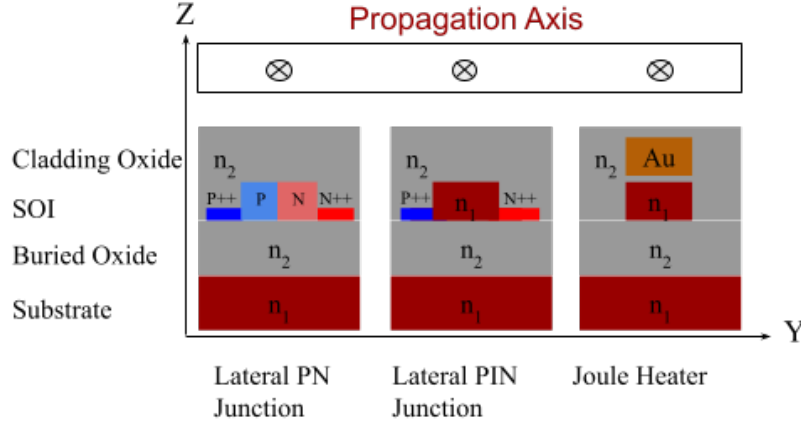 Z
Propagation Axis
Cladding Oxide
SOI
Buried Oxide
Substrate
n2
P++
P
N
N++
n2
n1
n2
P++
n1
N++
n2
n1
n2
Au
n1
n2
n1
Y
Lateral PN
Junction
Lateral PIN
Junction
Joule Heater